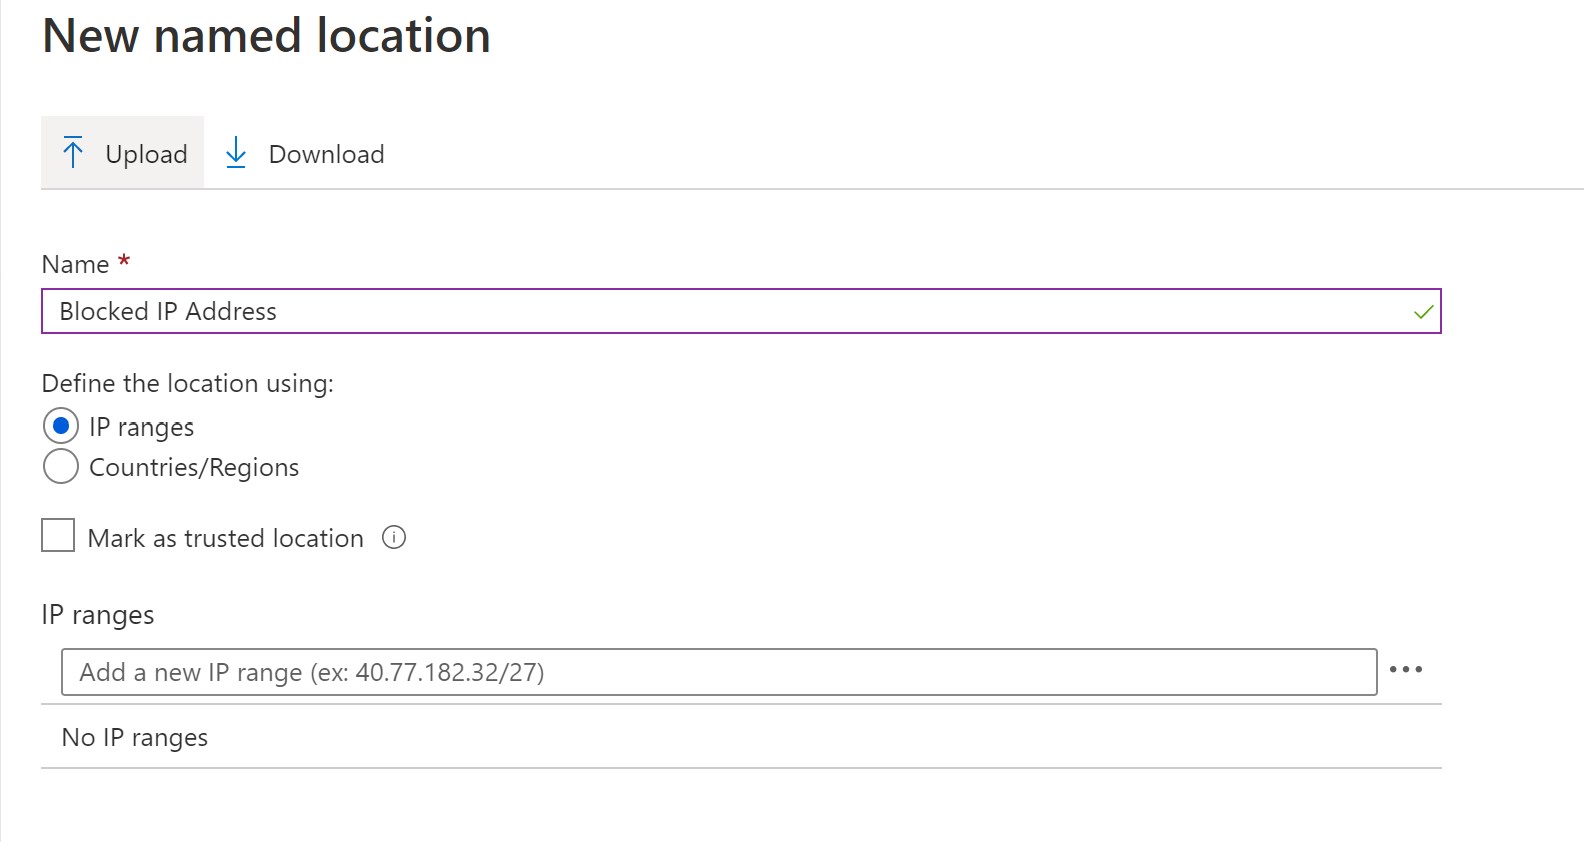 New named location
Upload
Download
Name *
Blocked IP Address
Define the location using:
IP ranges
Countries/Regions
Mark as trusted location
IP ranges
Add a new IP range (ex: 40.77.182.32/27)
No IP ranges